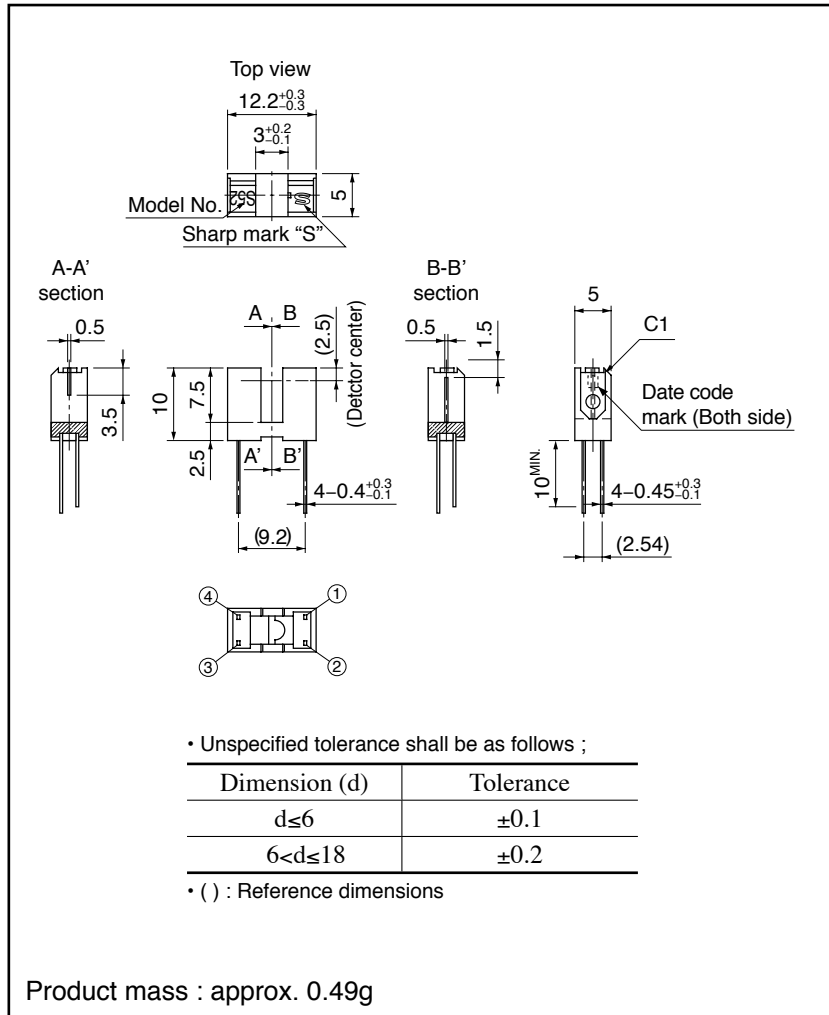 Top view
12.2+0.3−0.3
3+0.2−0.1
5
S52
S
Model No.
Sharp mark “S”
A-A’
section
0.5
3.5
A B
(2.5)
(Detctor center)
10
7.5
2.5
A’ B’
4−0.4+0.3−0.1
(9.2)
B-B’
section
0.5
1.5
5
C1
Date code
mark (Both side)
10MIN.
4−0.45+0.3−0.1
(2.54)
④ ①
③ ②
• Unspecified tolerance shall be as follows ;
Dimension (d) Tolerance
d≤6 ±0.1
6<d≤18 ±0.2
• ( ) : Reference dimensions
Product mass : approx. 0.49g